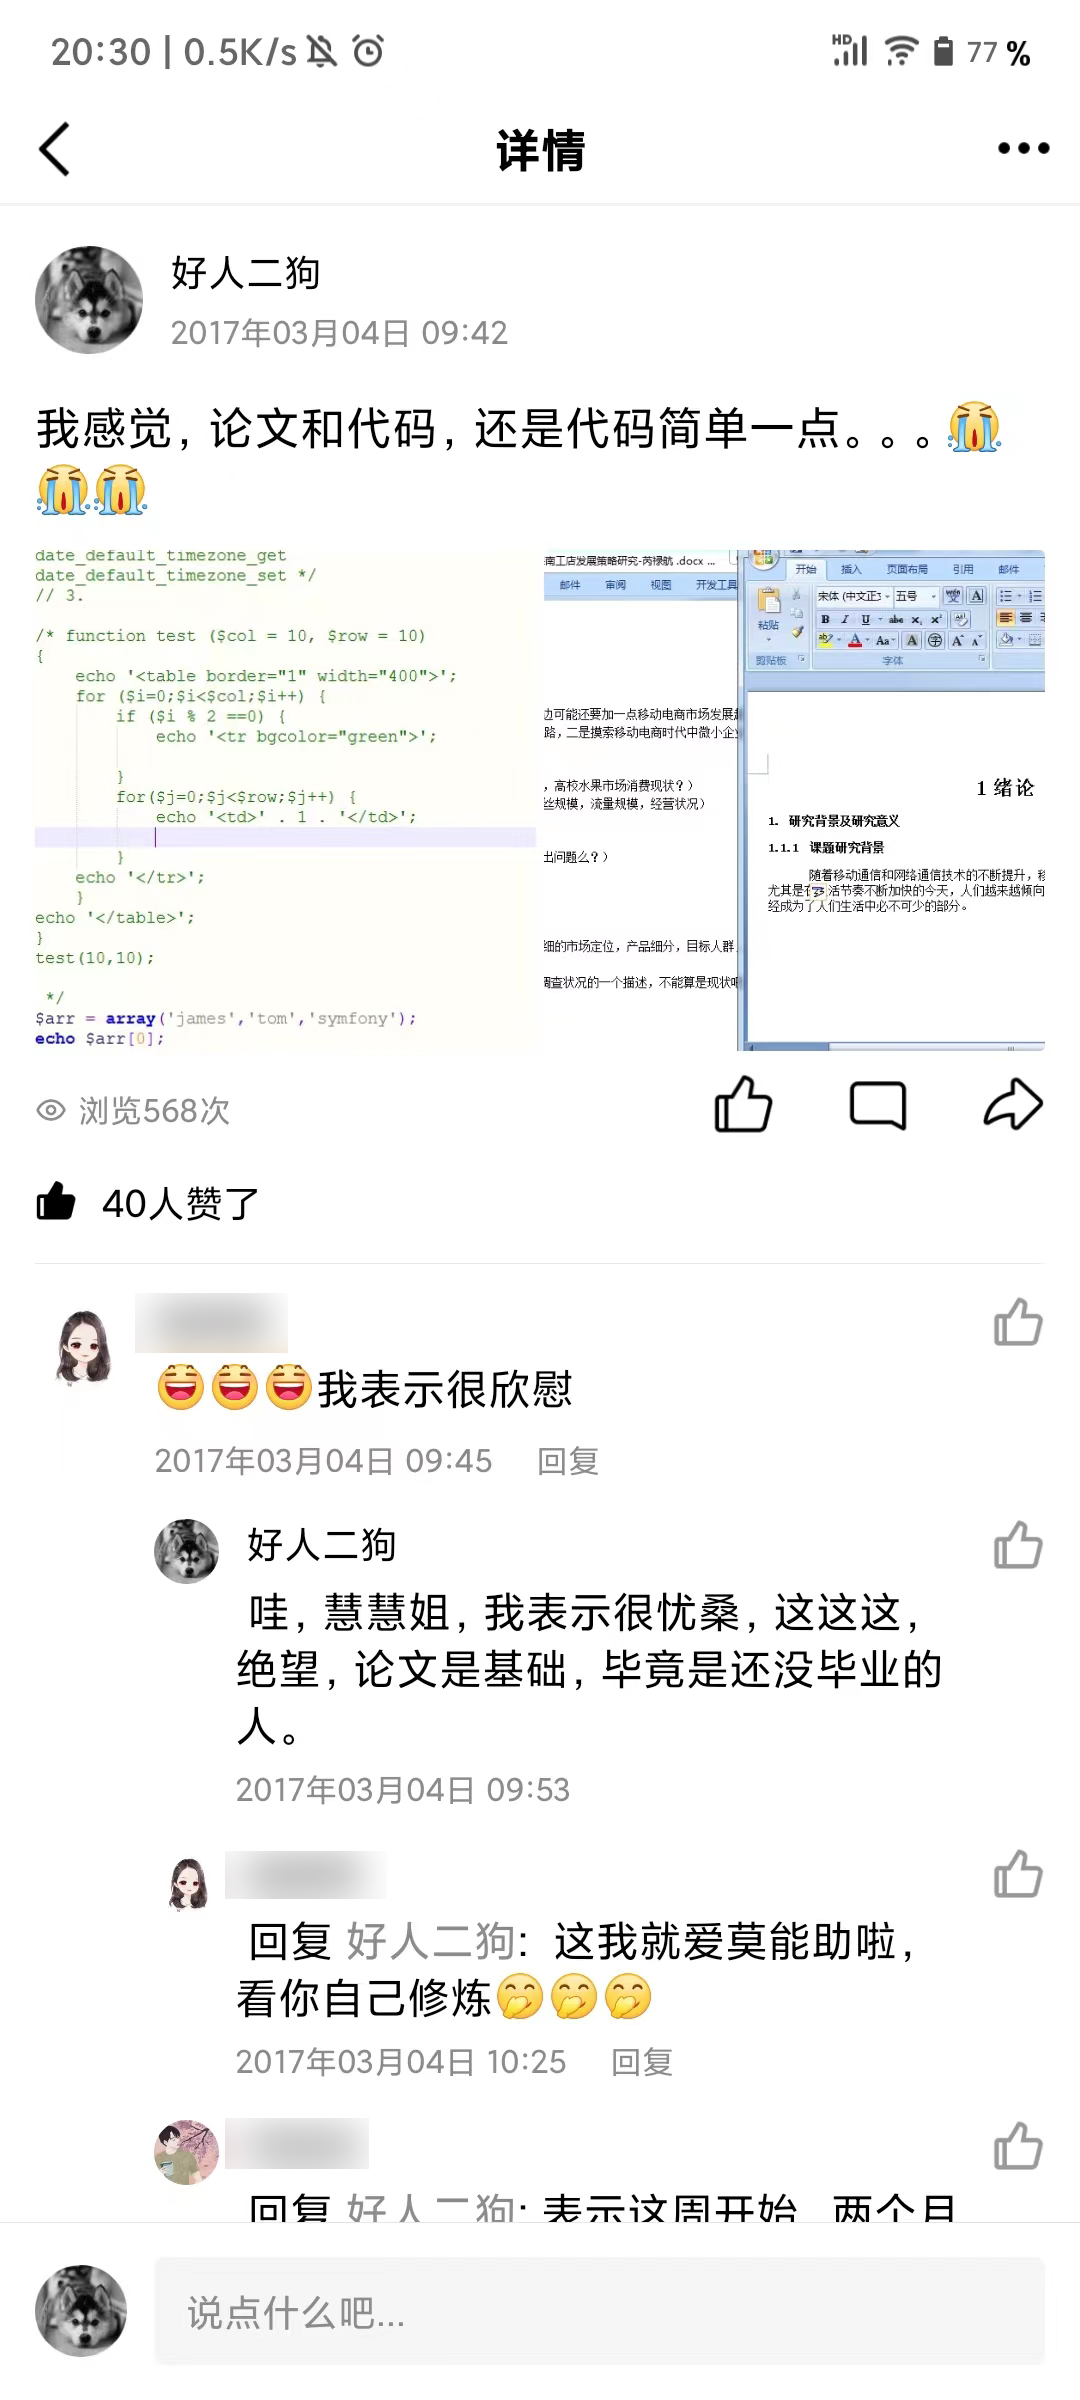 20:30 | 0.5K/s
HD
77 %
详情
好人二狗
2017年03月04日 09:42
我感觉, 论文和代码, 还是代码简单一点。。。😭
😭😭
date_default_timezone_get
date_default_timezone_set */
// 3.
/* function test ($col = 10, $row = 10)
{
    echo '<table border="1" width="400">';
    for ($i=0;$i<$col;$i++) {
        if ($i % 2 ==0) {
            echo '<tr bgcolor="green">';
        }
        for($j=0;$j<$row;$j++) {
            echo '<td>' . 1 . '</td>';
        }
    echo '</tr>';
    }
echo '</table>';
}
test(10,10);
 */
$arr = array('james','tom','symfony');
echo $arr[0];
南工店发展策略研究-芮禄航 .docx ...
邮件 审阅 视图 开发工具
边可能还要加一点移动电商市场发展
路，二是摸索移动电商时代中微小企
，高校水果市场消费现状？）
丝规模，流量规模，经营状况）
出问题么？）
细的市场定位，产品细分，目标人群
调查状况的一个描述，不能算是现状
开始 插入 页面布局 引用 邮件
宋体 (中文正 五号
粘贴
B I U abe x₂ x²
Aa
剪贴板 字体
1 绪论
1. 研究背景及研究意义
1.1.1 课题研究背景
随着移动通信和网络通信技术的不断提升，
尤其是 活节奏不断加快的今天，人们越来越倾向
经成为了人们生活中必不可少的部分。
浏览568次
40人赞了
😆😆😆我表示很欣慰
2017年03月04日 09:45 回复
好人二狗
哇, 慧慧姐, 我表示很忧桑, 这这这,
绝望, 论文是基础, 毕竟是还没毕业的
人。
2017年03月04日 09:53
回复 好人二狗: 这我就爱莫能助啦,
看你自己修炼🤭🤭🤭
2017年03月04日 10:25 回复
回复 好人二狗: 表示这周开始 两个月
说点什么吧...